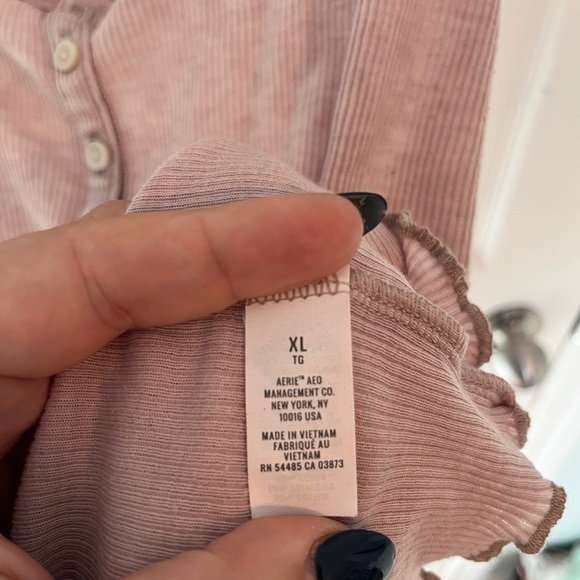 XL
TG
AERIE™ AEO
MANAGEMENT CO.
NEW YORK, NY
10016 USA
MADE IN VIETNAM
FABRIQUÉ AU
VIETNAM
RN 54485 CA 03873